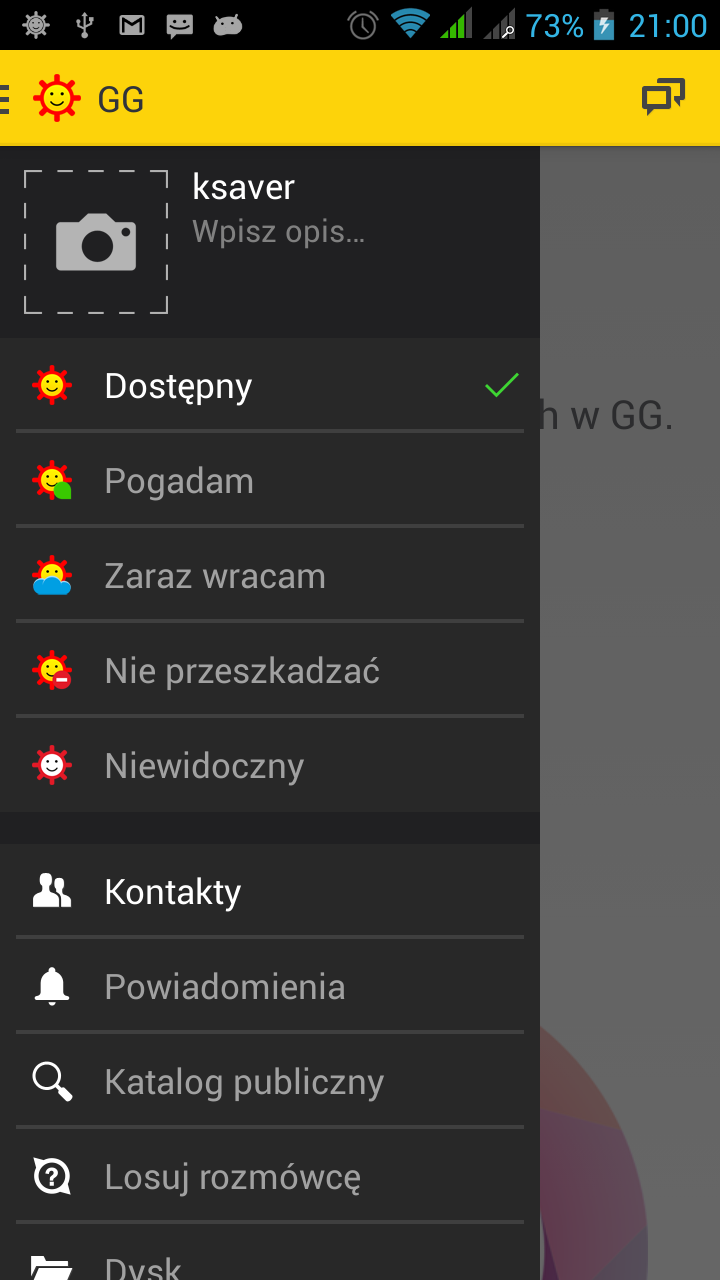 73% 21:00
GG
ksaver
Wpisz opis...
Dostępny
h w GG.
Pogadam
Zaraz wracam
Nie przeszkadzać
Niewidoczny
Kontakty
Powiadomienia
Katalog publiczny
Losuj rozmówcę
Dysk